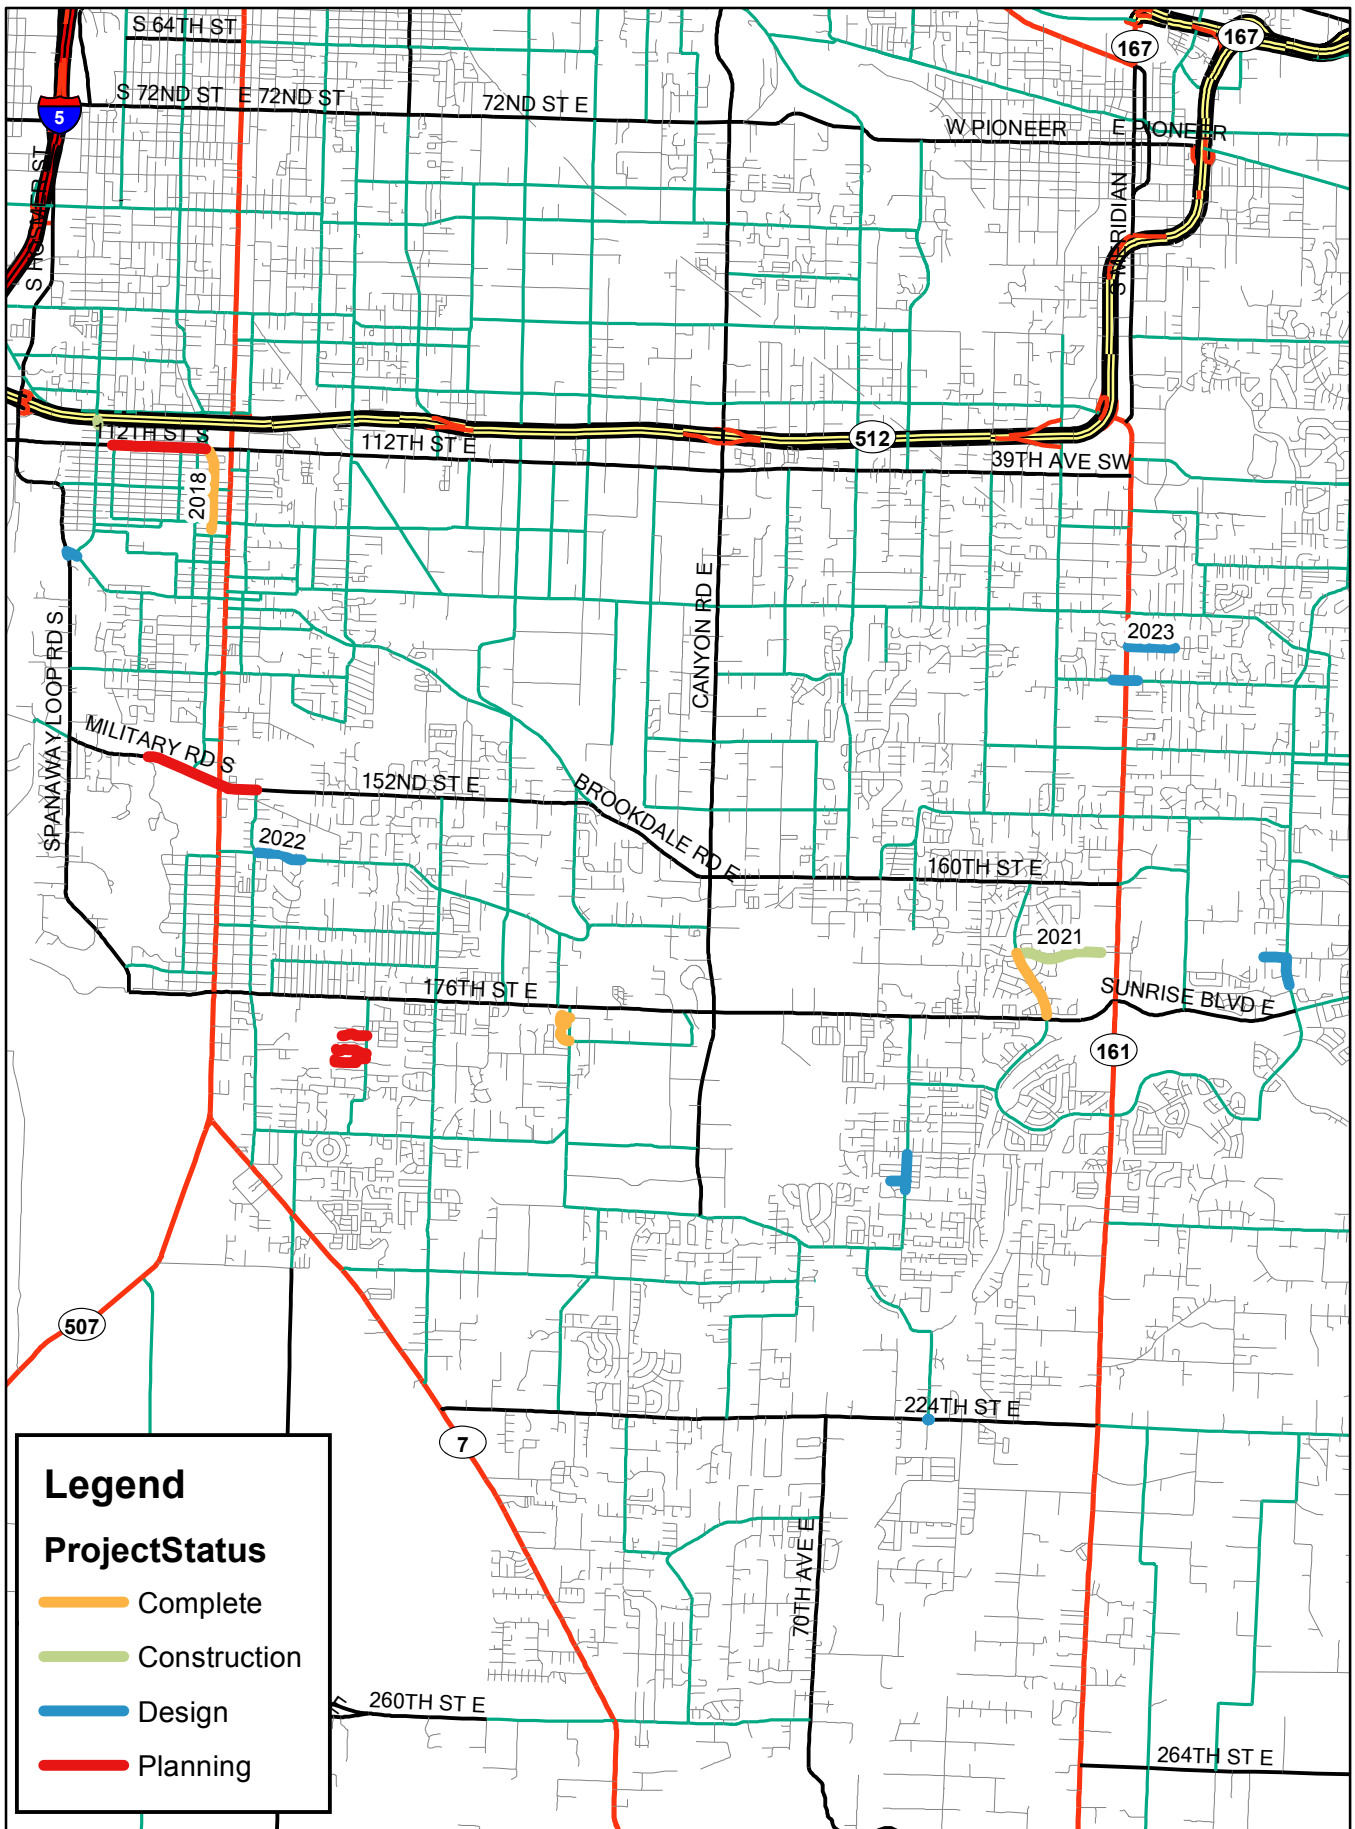 S 64TH ST
167
167
S 72ND ST
E 72ND ST
72ND ST E
5
W PIONEER
E PIONEER
S HOSMER ST
S MERIDIAN
112TH ST S
112TH ST E
512
39TH AVE SW
2018
CANYON RD E
2023
SPANAWAY LOOP RD S
MILITARY RD S
152ND ST E
BROOKDALE RD E
2022
160TH ST E
2021
176TH ST E
SUNRISE BLVD E
161
507
224TH ST E
7
70TH AVE E
Legend
ProjectStatus
Complete
Construction
Design
Planning
260TH ST E
264TH ST E